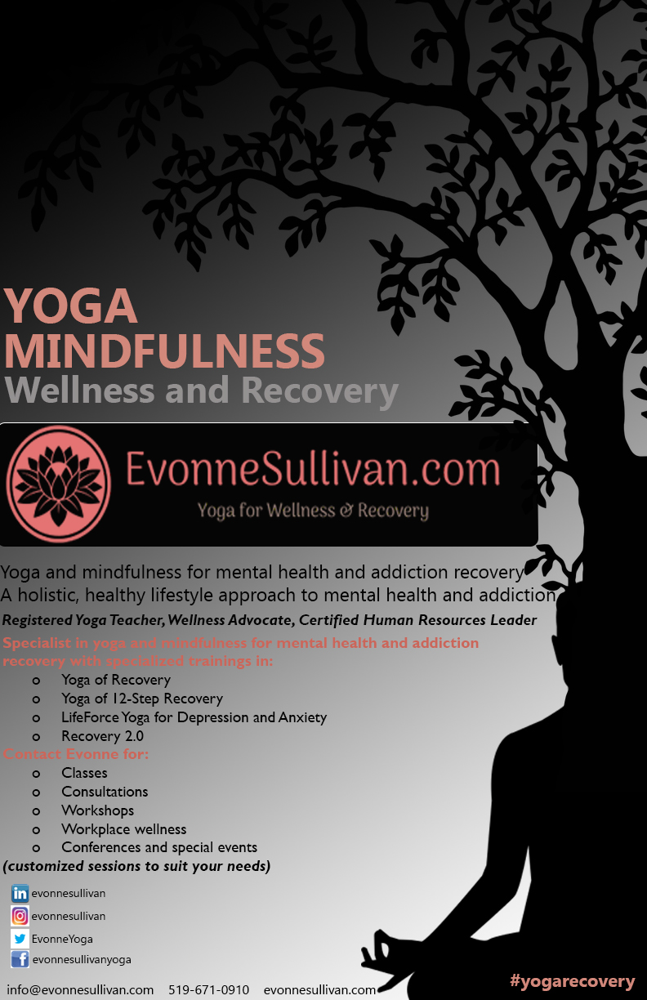 YOGA
MINDFULNESS
Wellness and Recovery
EvonneSullivan.com
Yoga for Wellness & Recovery
Yoga and mindfulness for mental health and addiction recovery
A holistic, healthy lifestyle approach to mental health and addiction
Registered Yoga Teacher, Wellness Advocate, Certified Human Resources Leader
Specialist in yoga and mindfulness for mental health and addiction
recovery with specialized trainings in:
o Yoga of Recovery
o Yoga of 12-Step Recovery
o LifeForce Yoga for Depression and Anxiety
o Recovery 2.0
Contact Evonne for:
o Classes
o Consultations
o Workshops
o Workplace wellness
o Conferences and special events
(customized sessions to suit your needs)
in evonnesullivan
evonnesullivan
EvonneYoga
f evonnesullivanyoga
info@evonnesullivan.com 519-671-0910 evonnesullivan.com
#yogarecovery